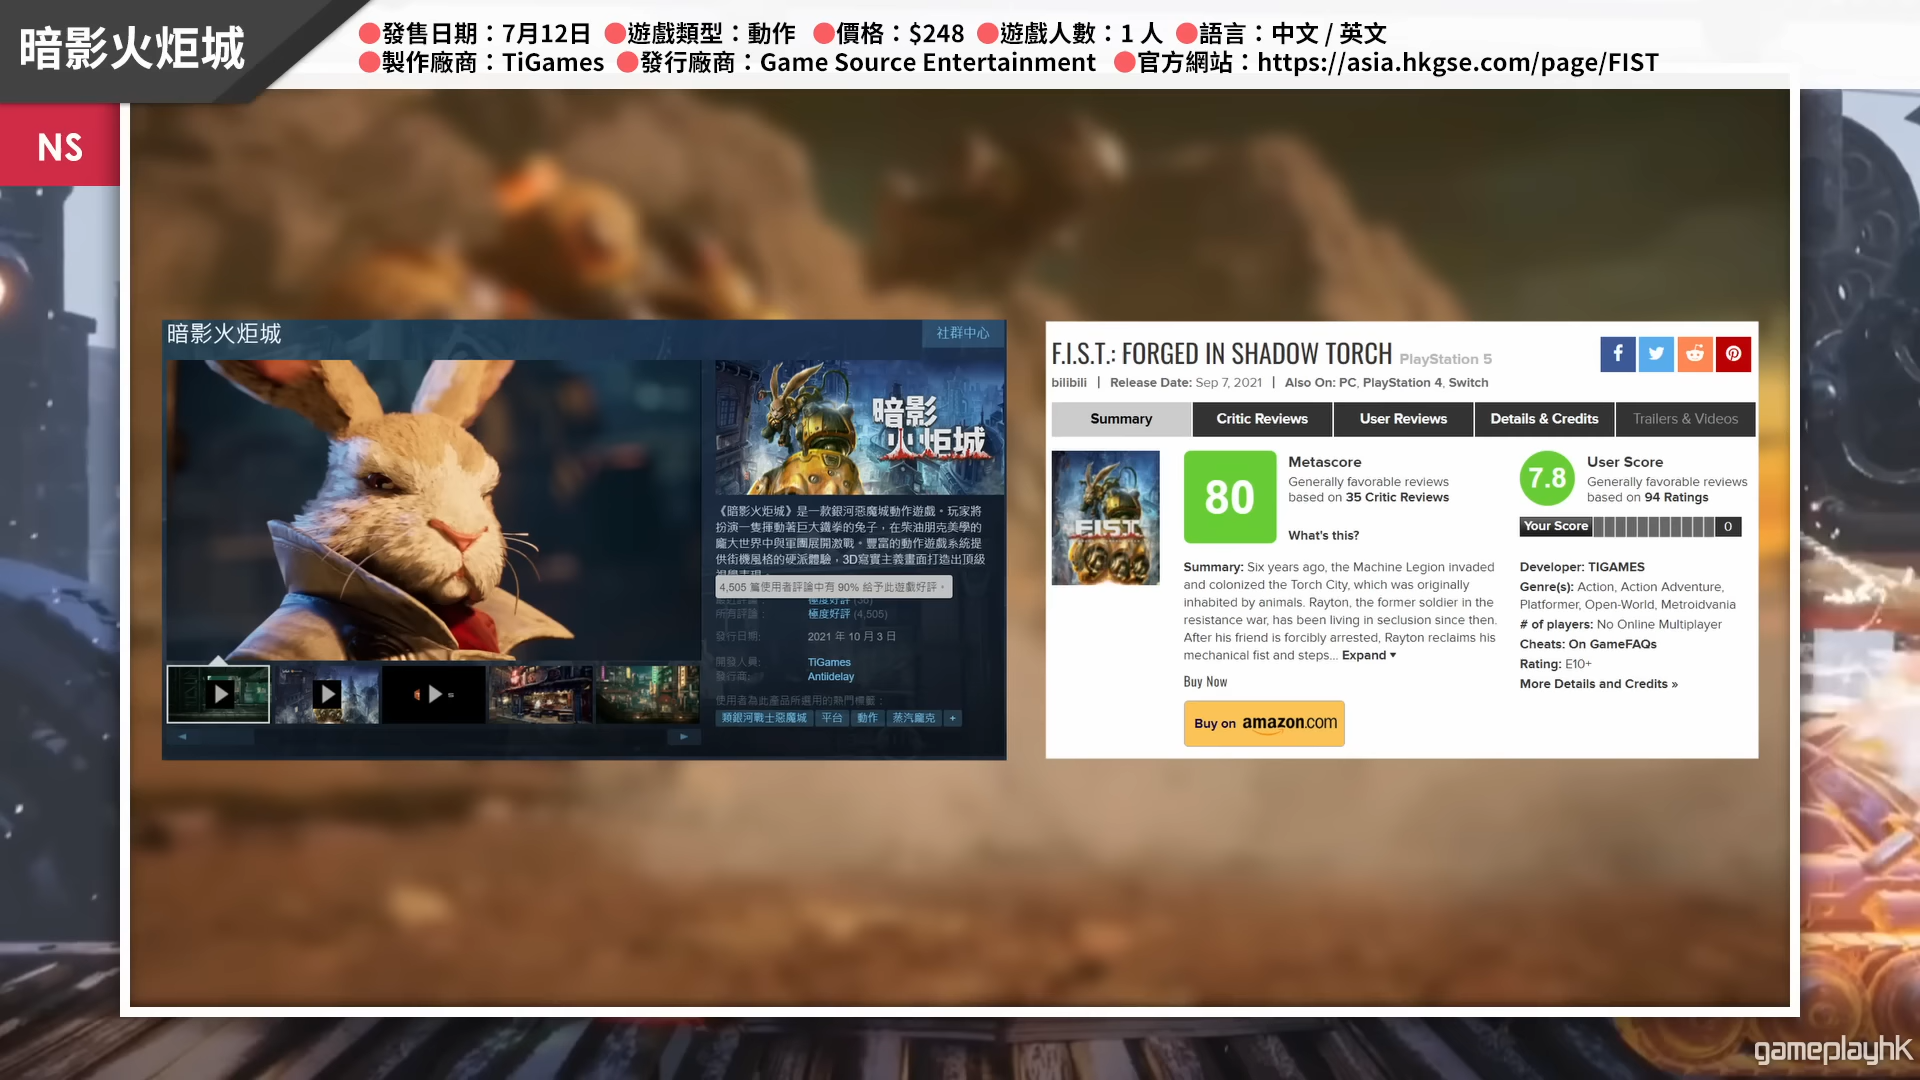 暗影火炬城
●發售日期：7月12日 ●遊戲類型：動作 ●價格：$248 ●遊戲人數：1 人 ●語言：中文 / 英文
●製作廠商：TiGames ●發行廠商：Game Source Entertainment ●官方網站：https://asia.hkgse.com/page/FIST
NS
暗影火炬城
社群中心
暗影
火炬城
《暗影火炬城》是一款銀河惡魔城動作遊戲。玩家將
扮演一隻揮動著巨大鐵拳的兔子，在柴油朋克美學的
龐大世界中與軍團展開激戰。豐富的動作遊戲系統提
供街機風格的硬派體驗，3D寫實主義畫面打造出頂級
4,505 篇使用者評論中有 90% 給予此遊戲好評。
最近評論： 極度好評 (36)
所有評論： 極度好評 (4,505)
發行日期: 2021 年 10 月 3 日
開發人員: TiGames
發行商: Antiidelay
使用者為此產品所選用的熱門標籤：
類銀河戰士惡魔城 平台 動作 蒸汽龐克 +
F.I.S.T.: FORGED IN SHADOW TORCH PlayStation 5
bilibili | Release Date: Sep 7, 2021 | Also On: PC, PlayStation 4, Switch
Summary Critic Reviews User Reviews Details & Credits Trailers & Videos
FIST
80
Metascore
Generally favorable reviews
based on 35 Critic Reviews
What's this?
Summary: Six years ago, the Machine Legion invaded
and colonized the Torch City, which was originally
inhabited by animals. Rayton, the former soldier in the
resistance war, has been living in seclusion since then.
After his friend is forcibly arrested, Rayton reclaims his
mechanical fist and steps... Expand
Buy Now
Buy on amazon.com
7.8
User Score
Generally favorable reviews
based on 94 Ratings
Your Score 0
Developer: TIGAMES
Genre(s): Action, Action Adventure,
Platformer, Open-World, Metroidvania
# of players: No Online Multiplayer
Cheats: On GameFAQs
Rating: E10+
More Details and Credits »
gameplayhk